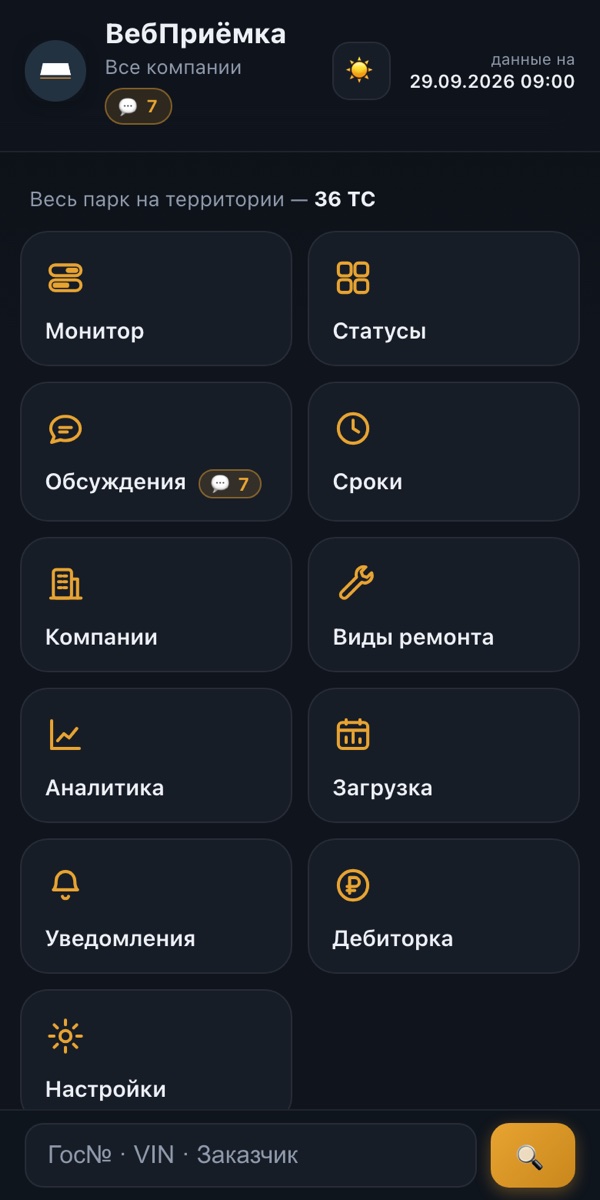 ВебПриёмка
Все компании
7
данные на
29.09.2026 09:00
Весь парк на территории — 36 ТС
Монитор
Статусы
Обсуждения 7
Сроки
Компании
Виды ремонта
Аналитика
Загрузка
Уведомления
Дебиторка
Настройки
Гос№ · VIN · Заказчик